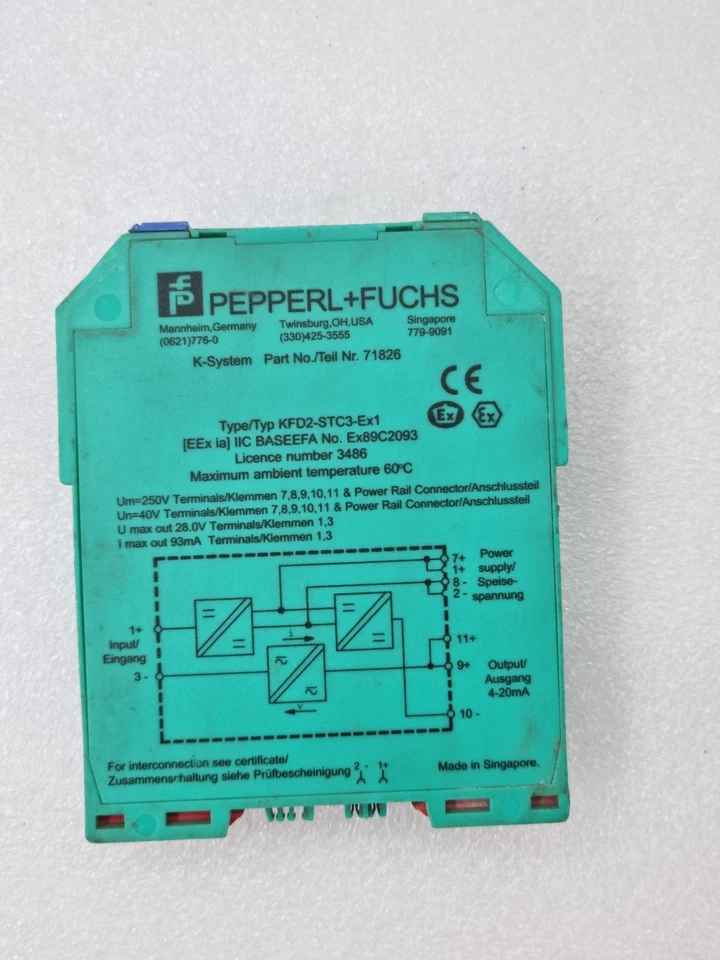 PEPPERL+FUCHS
Mannheim,Germany Twinsburg,OH,USA Singapore
(0621)776-0 (330)425-3555 779-9091
K-System Part No./Teil Nr. 71826
CE
Ex Ex
Type/Typ KFD2-STC3-Ex1
[EEx ia] IIC BASEEFA No. Ex89C2093
Licence number 3486
Maximum ambient temperature 60ºC
Um=250V Terminals/Klemmen 7,8,9,10,11 & Power Rail Connector/Anschlussteil
Un=40V Terminals/Klemmen 7,8,9,10,11 & Power Rail Connector/Anschlussteil
U max out 28.0V Terminals/Klemmen 1,3
I max out 93mA Terminals/Klemmen 1,3
7+ Power
1+ supply/
8 - Speise-
2 - spannung
1+
Input/
Eingang
3 -
i
v
11+
9+ Output/
Ausgang
4-20mA
10 -
For interconnection see certificate/
Zusammenschaltung siehe Prüfbescheinigung 2 - 1+
Made in Singapore.